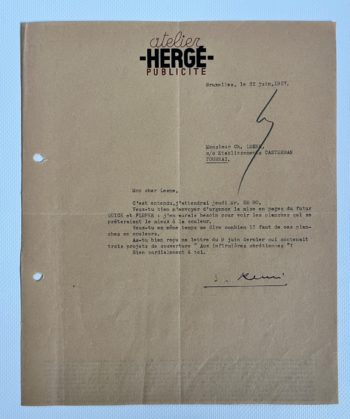 atelier
-HERGÉ-
PUBLICITÉ
Bruxelles, le 22 juin, 1937.
Monsieur Ch. LESNE,
c/o Etablissements CASTERMAN
TOURNAI.
Mon cher Lesne,
C'est entendu, j'attendrai jeudi Mr.
Veux-tu bien m'envoyer d'urgence la mise en pages du futur
QUICK et FLUPKE : j'en aurais besoin pour voir les planches qui se
prêteraient le mieux à la couleur.
Veux-tu en même temps me dire combien il faut de ces plan-
ches en couleurs.
As-tu bien reçu ma lettre du 9 juin dernier qui contenait
trois projets de couverture " Aux infirmières chrétiennes "?
Bien cordialement à toi,